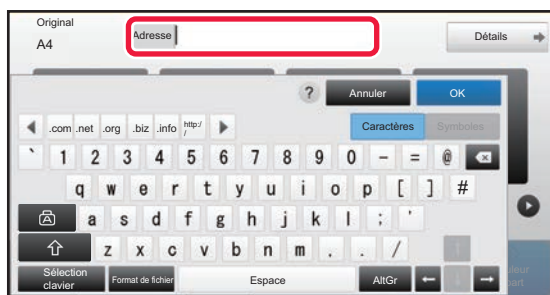 Original
A4
Adresse
Détails
? Annuler OK
.com .net .org .biz .info http:/
/
Caractères Symboles
` 1 2 3 4 5 6 7 8 9 0 - = @
q w e r t y u i o p [ ] #
a s d f g h j k l ; '
z x c v b n m , . /
Sélection
clavier
Format de fichier Espace AltGr